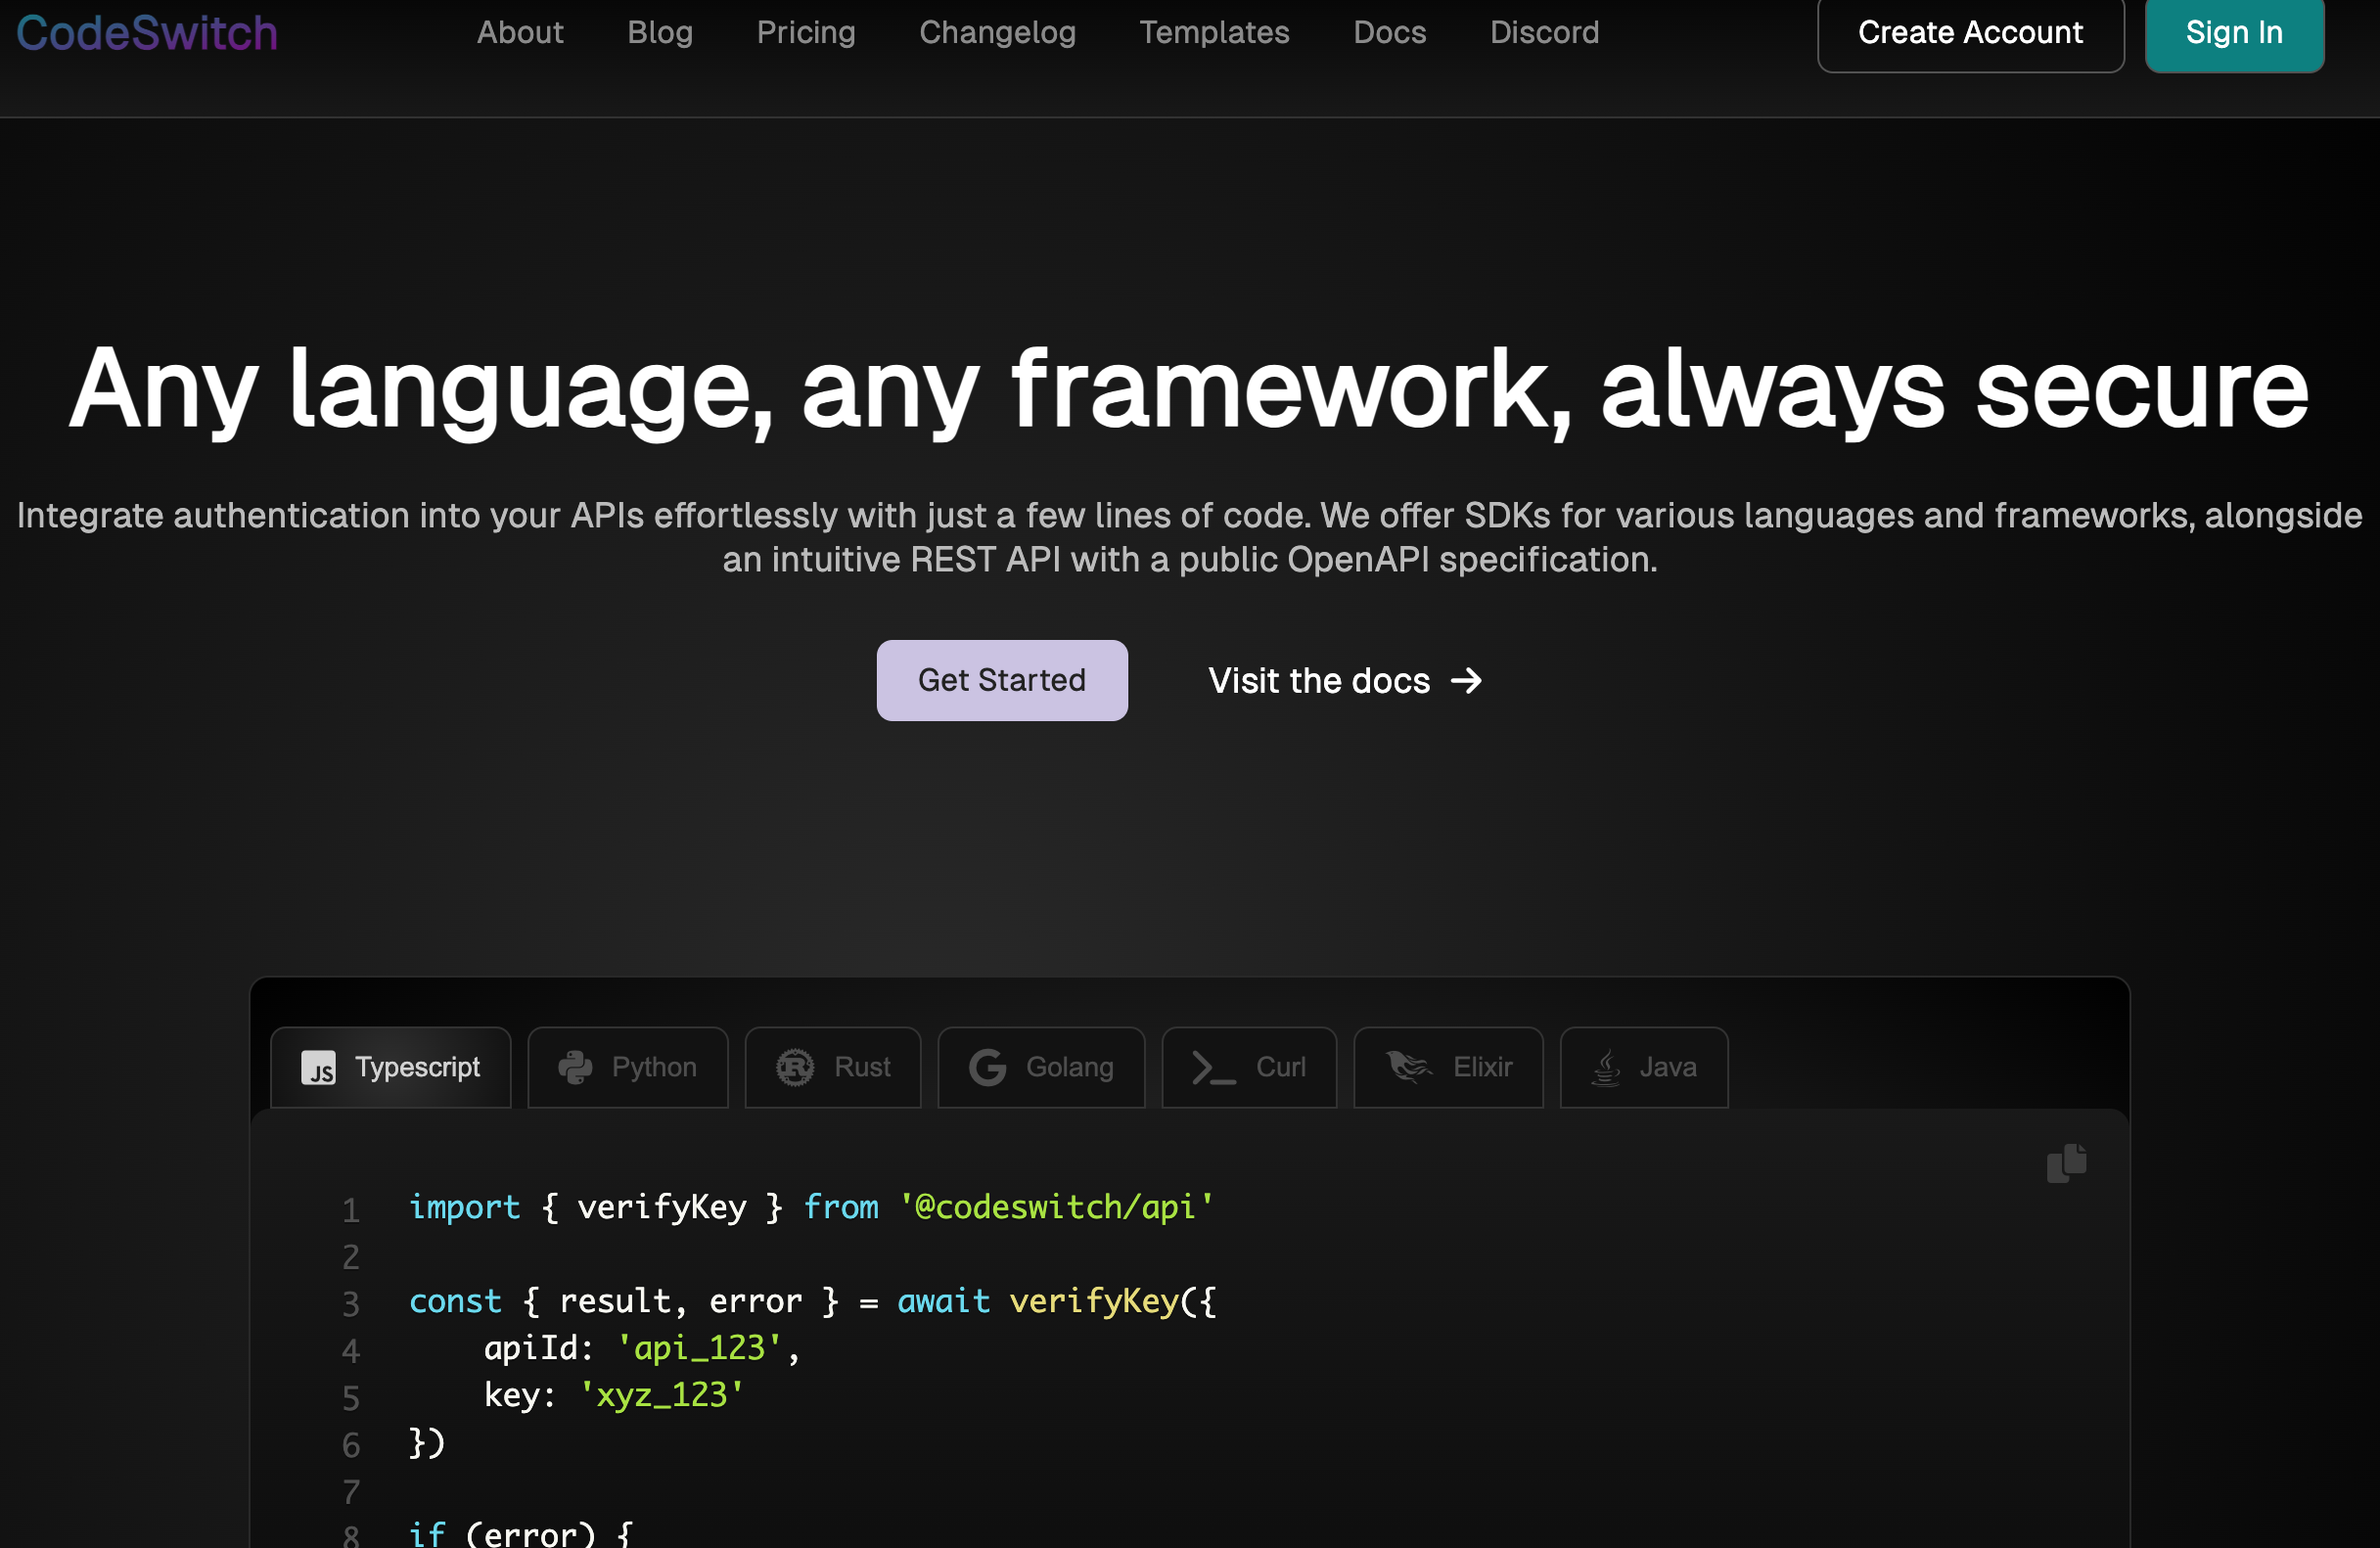 CodeSwitch
About Blog Pricing Changelog Templates Docs Discord
Create Account Sign In
Any language, any framework, always secure
Integrate authentication into your APIs effortlessly with just a few lines of code. We offer SDKs for various languages and frameworks, alongside
an intuitive REST API with a public OpenAPI specification.
Get Started Visit the docs →
JS Typescript Python R Rust G Golang Curl Elixir Java
1 import { verifyKey } from '@codeswitch/api'
2
3 const { result, error } = await verifyKey({
4     apiId: 'api_123',
5     key: 'xyz_123'
6 })
7
8 if (error) {